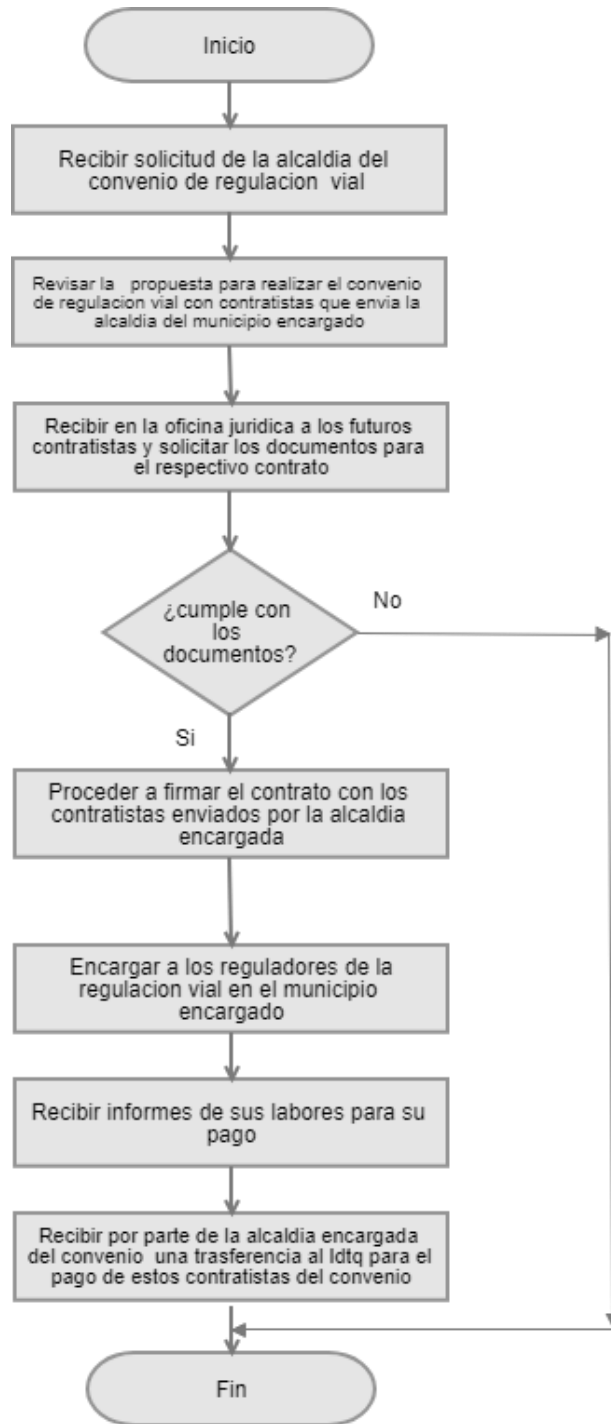 Inicio
Recibir solicitud de la alcaldia del
convenio de regulacion vial
Revisar la propuesta para realizar el convenio
de regulacion vial con contratistas que envia la
alcaldia del municipio encargado
Recibir en la oficina juridica a los futuros
contratistas y solicitar los documentos para
el respectivo contrato
¿cumple con
los
documentos?
No
Si
Proceder a firmar el contrato con los
contratistas enviados por la alcaldia
encargada
Encargar a los reguladores de la
regulacion vial en el municipio
encargado
Recibir informes de sus labores para su
pago
Recibir por parte de la alcaldia encargada
del convenio una trasferencia al Idtq para el
pago de estos contratistas del convenio
Fin